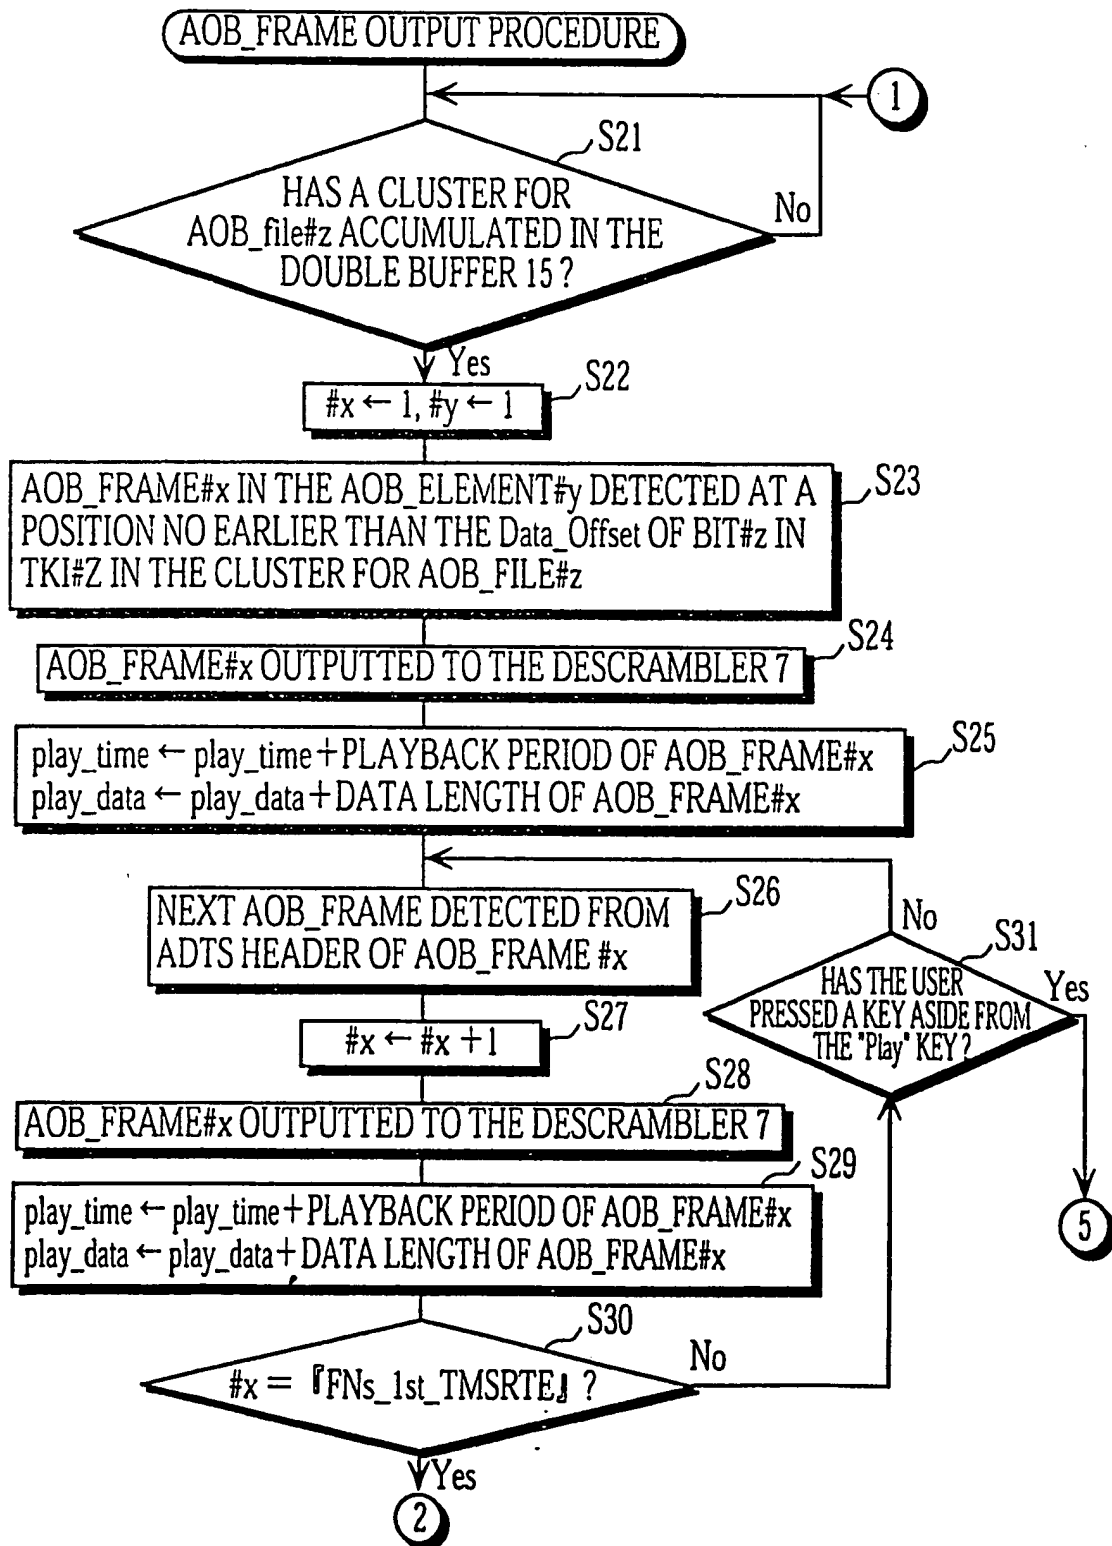 AOB_FRAME OUTPUT PROCEDURE
1
S21
HAS A CLUSTER FOR
AOB_file#z ACCUMULATED IN THE
DOUBLE BUFFER 15 ?
No
Yes
S22
#x ← 1, #y ← 1
S23
AOB_FRAME#x IN THE AOB_ELEMENT#y DETECTED AT A
POSITION NO EARLIER THAN THE Data_Offset OF BIT#z IN
TKI#Z IN THE CLUSTER FOR AOB_FILE#z
S24
AOB_FRAME#x OUTPUTTED TO THE DESCRAMBLER 7
S25
play_time ← play_time+PLAYBACK PERIOD OF AOB_FRAME#x
play_data ← play_data+DATA LENGTH OF AOB_FRAME#x
S26
NEXT AOB_FRAME DETECTED FROM
ADTS HEADER OF AOB_FRAME #x
No
S31
HAS THE USER
PRESSED A KEY ASIDE FROM
THE "Play" KEY ?
Yes
S27
#x ← #x +1
S28
AOB_FRAME#x OUTPUTTED TO THE DESCRAMBLER 7
S29
play_time ← play_time+PLAYBACK PERIOD OF AOB_FRAME#x
play_data ← play_data+DATA LENGTH OF AOB_FRAME#x
5
S30
#x = 『FNs_1st_TMSRTE』 ?
No
Yes
2